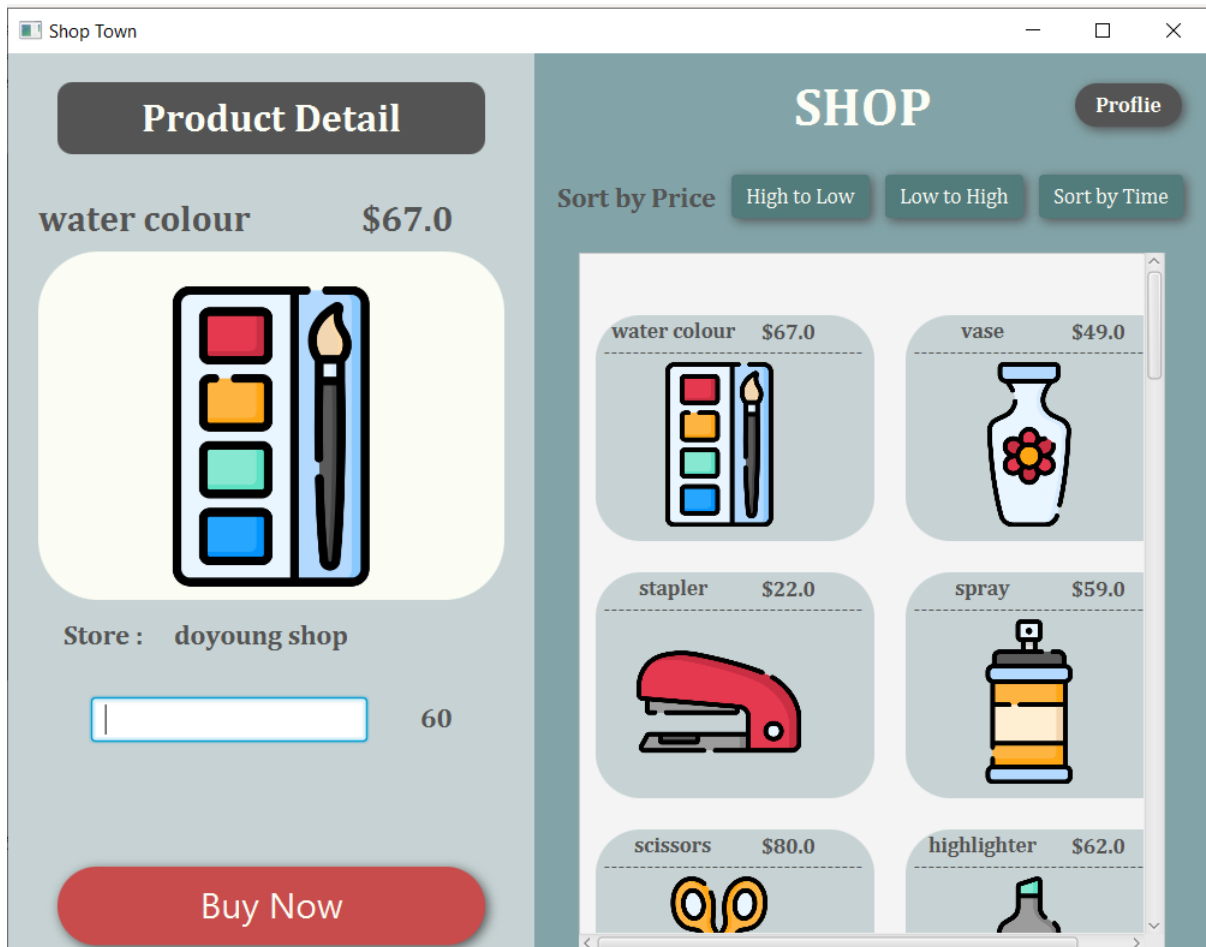 Shop Town
Product Detail
water colour $67.0
Store : doyoung shop
60
Buy Now
SHOP
Proflie
Sort by Price High to Low Low to High Sort by Time
water colour $67.0
vase $49.0
stapler $22.0
spray $59.0
scissors $80.0
highlighter $62.0